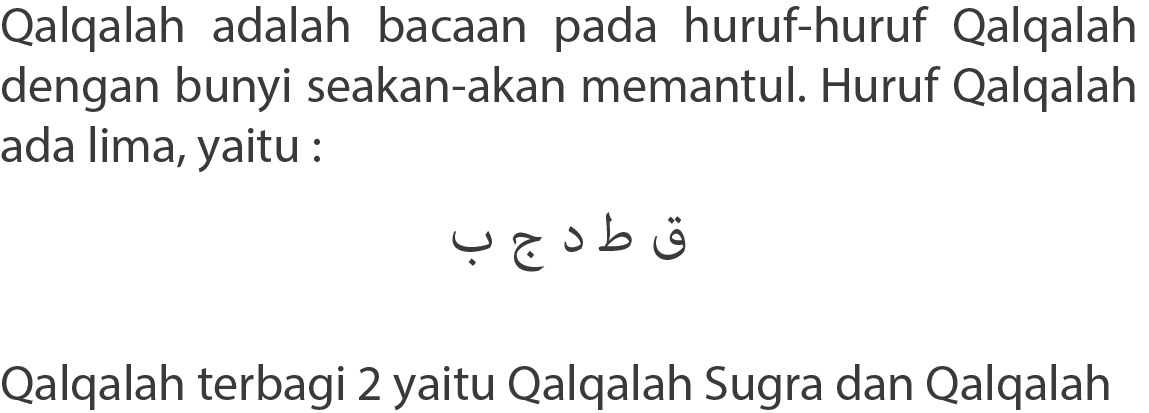 Qalqalah adalah bacaan pada huruf-huruf Qalqalah
dengan bunyi seakan-akan memantul. Huruf Qalqalah
ada lima, yaitu :
ق ط د ج ب
Qalqalah terbagi 2 yaitu Qalqalah Sugra dan Qalqalah